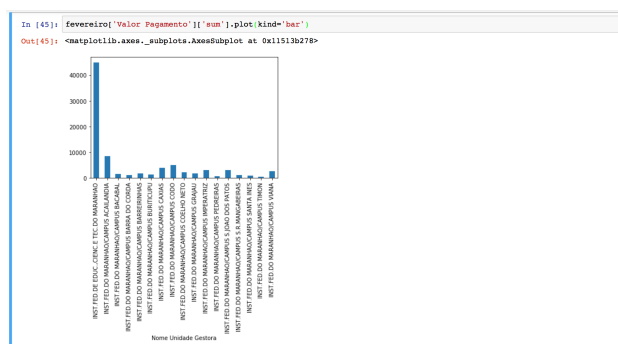 In [45]: fevereiro['Valor Pagamento']['sum'].plot(kind='bar')
Out[45]: <matplotlib.axes._subplots.AxesSubplot at 0x11513b278>
40000
30000
20000
10000
0
INST.FED.DE EDUC.,CIENC.E TEC.DO MARANHAO
INST.FED.DO MARANHAO/CAMPUS ACAILANDIA
INST.FED.DO MARANHAO/CAMPUS BACABAL
INST.FED.DO MARANHAO/CAMPUS BARRA DO CORDA
INST.FED.DO MARANHAO/CAMPUS BARREIRINHAS
INST.FED.DO MARANHAO/CAMPUS BURITICUPU
INST.FED.DO MARANHAO/CAMPUS CAXIAS
INST.FED.DO MARANHAO/CAMPUS CODO
INST.FED.DO MARANHAO/CAMPUS COELHO NETO
INST.FED.DO MARANHAO/CAMPUS GRAJAU
INST.FED.DO MARANHAO/CAMPUS IMPERATRIZ
INST.FED.DO MARANHAO/CAMPUS PEDREIRAS
INST.FED.DO MARANHAO/CAMPUS S.JOAO DOS PATOS
INST.FED.DO MARANHAO/CAMPUS S.R.MANGABEIRAS
INST.FED.DO MARANHAO/CAMPUS SANTA INES
INST.FED.DO MARANHAO/CAMPUS TIMON
INST.FED.DO MARANHAO/CAMPUS VIANA
Nome Unidade Gestora